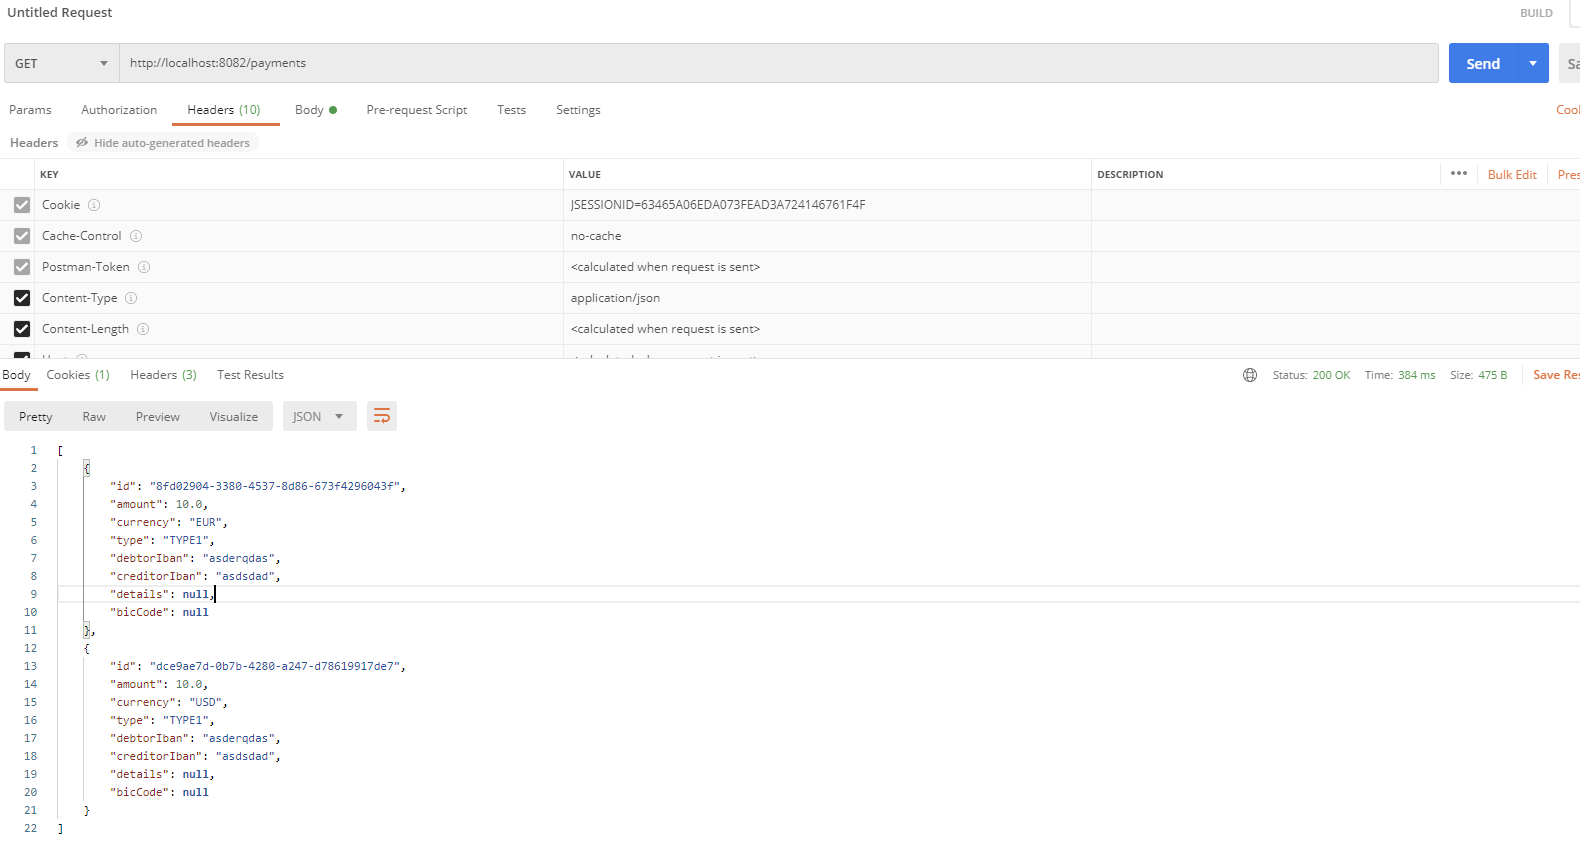 Untitled Request
BUILD
GET http://localhost:8082/payments Send
Params Authorization Headers (10) Body Pre-request Script Tests Settings
Headers Hide auto-generated headers
KEY VALUE DESCRIPTION ••• Bulk Edit
Cookie JSESSIONID=63465A06EDA073FEAD3A724146761F4F
Cache-Control no-cache
Postman-Token <calculated when request is sent>
Content-Type application/json
Content-Length <calculated when request is sent>
Body Cookies (1) Headers (3) Test Results Status: 200 OK Time: 384 ms Size: 475 B Save Res
Pretty Raw Preview Visualize JSON
1 [
2 {
3 "id": "8fd02904-3380-4537-8d86-673f4296043f",
4 "amount": 10.0,
5 "currency": "EUR",
6 "type": "TYPE1",
7 "debtorIban": "asderqdas",
8 "creditorIban": "asdsdad",
9 "details": null,
10 "bicCode": null
11 },
12 {
13 "id": "dce9ae7d-0b7b-4280-a247-d78619917de7",
14 "amount": 10.0,
15 "currency": "USD",
16 "type": "TYPE1",
17 "debtorIban": "asderqdas",
18 "creditorIban": "asdsdad",
19 "details": null,
20 "bicCode": null
21 }
22 ]